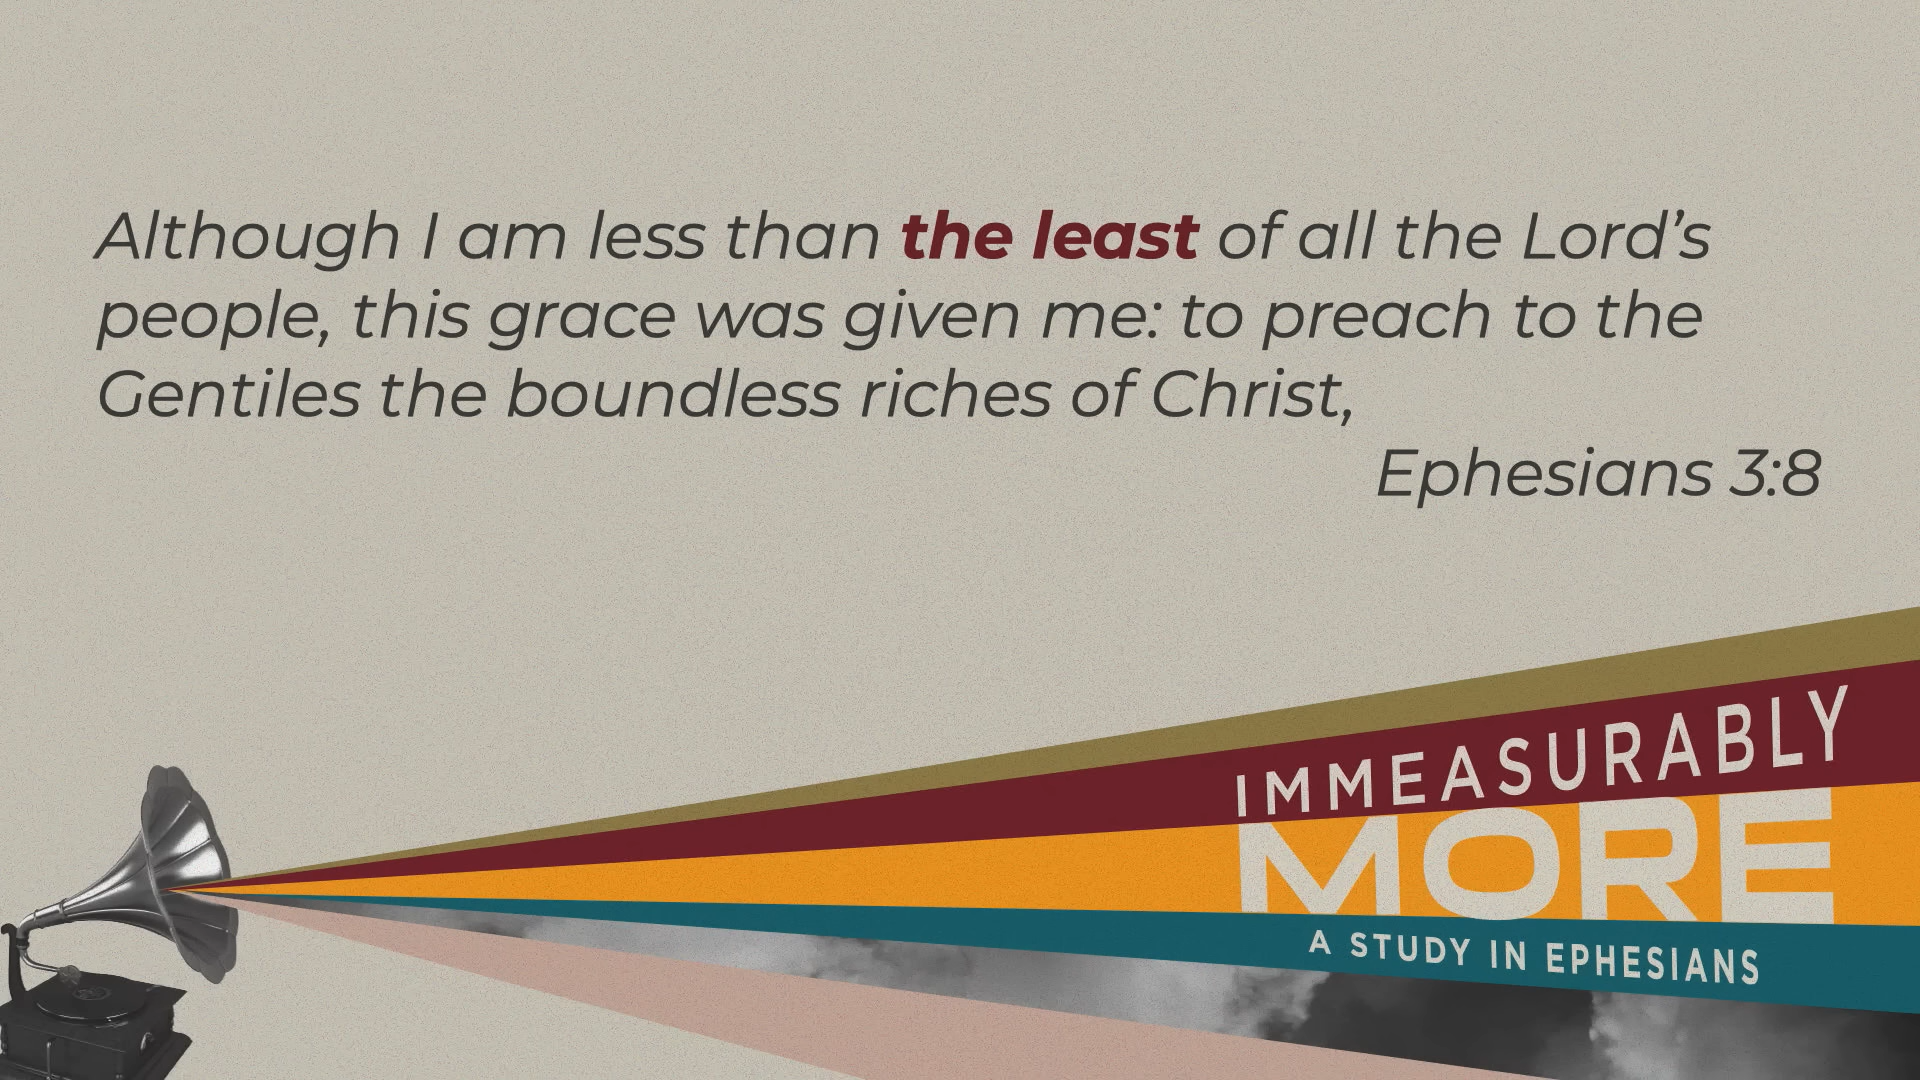 Although I am less than the least of all the Lord’s
people, this grace was given me: to preach to the
Gentiles the boundless riches of Christ,
Ephesians 3:8
IMMEASURABLY
MORE
A STUDY IN EPHESIANS